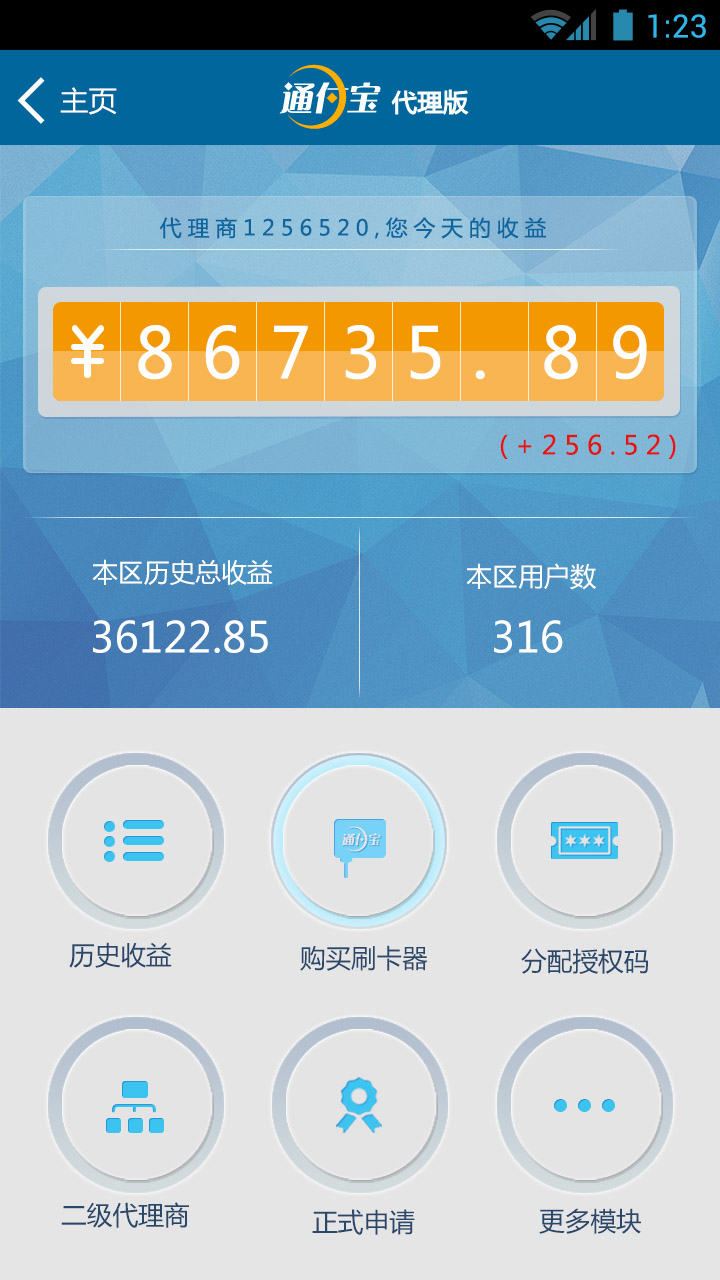 1:23
主页
通付宝 代理版
代理商1256520,您今天的收益
¥86735.89
(+256.52)
本区历史总收益
本区用户数
36122.85
316
通付宝
历史收益
购买刷卡器
分配授权码
二级代理商
正式申请
更多模块